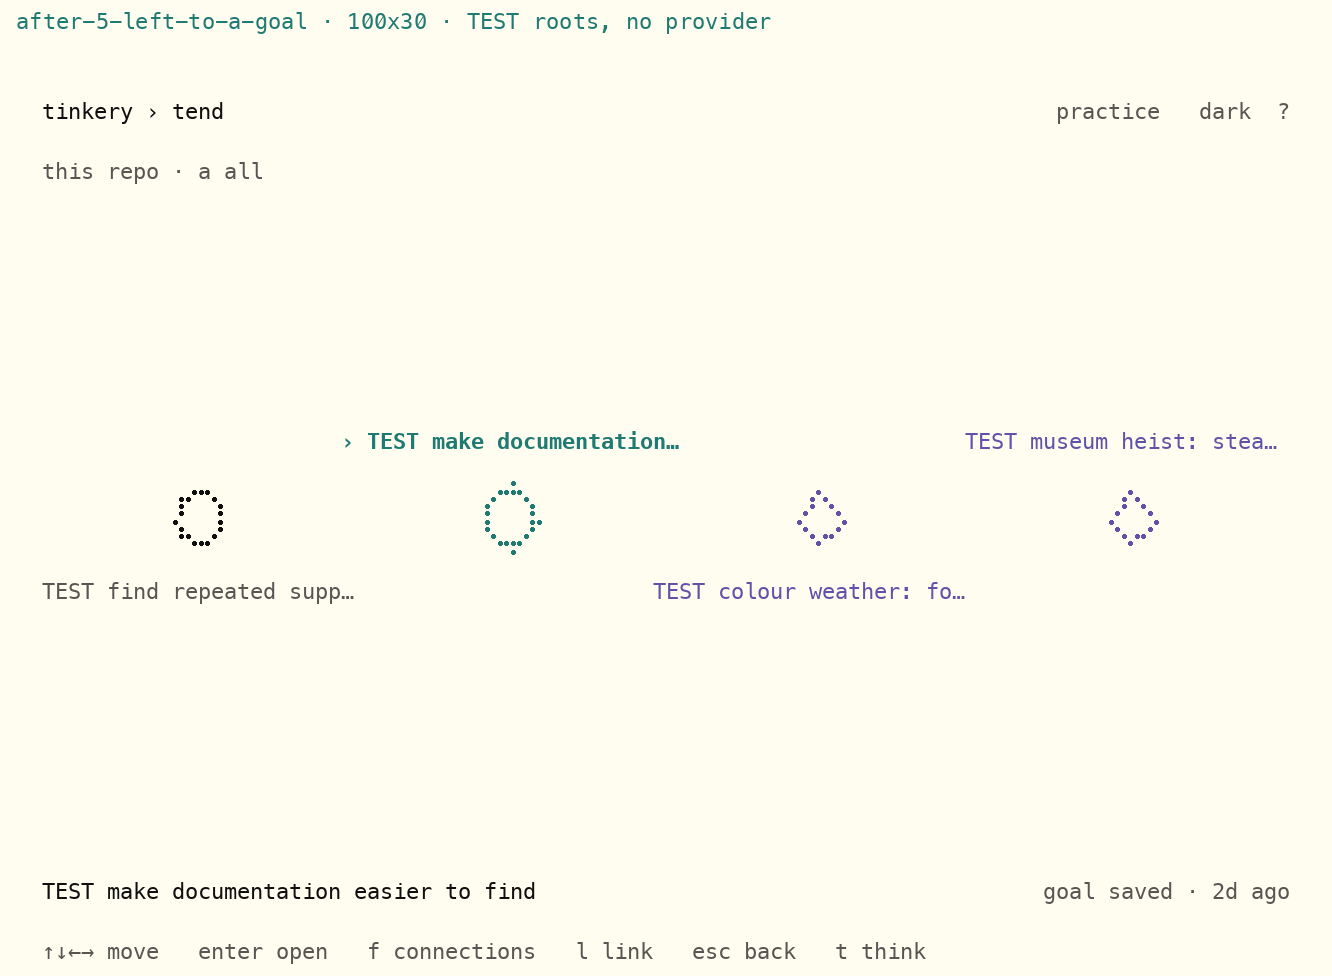 after-5-left-to-a-goal · 100x30 · TEST roots, no provider
tinkery › tend practice dark ?
this repo · a all
› TEST make documentation… TEST museum heist: stea…
TEST find repeated supp… TEST colour weather: fo…
TEST make documentation easier to find goal saved · 2d ago
↑↓←→ move enter open f connections l link esc back t think